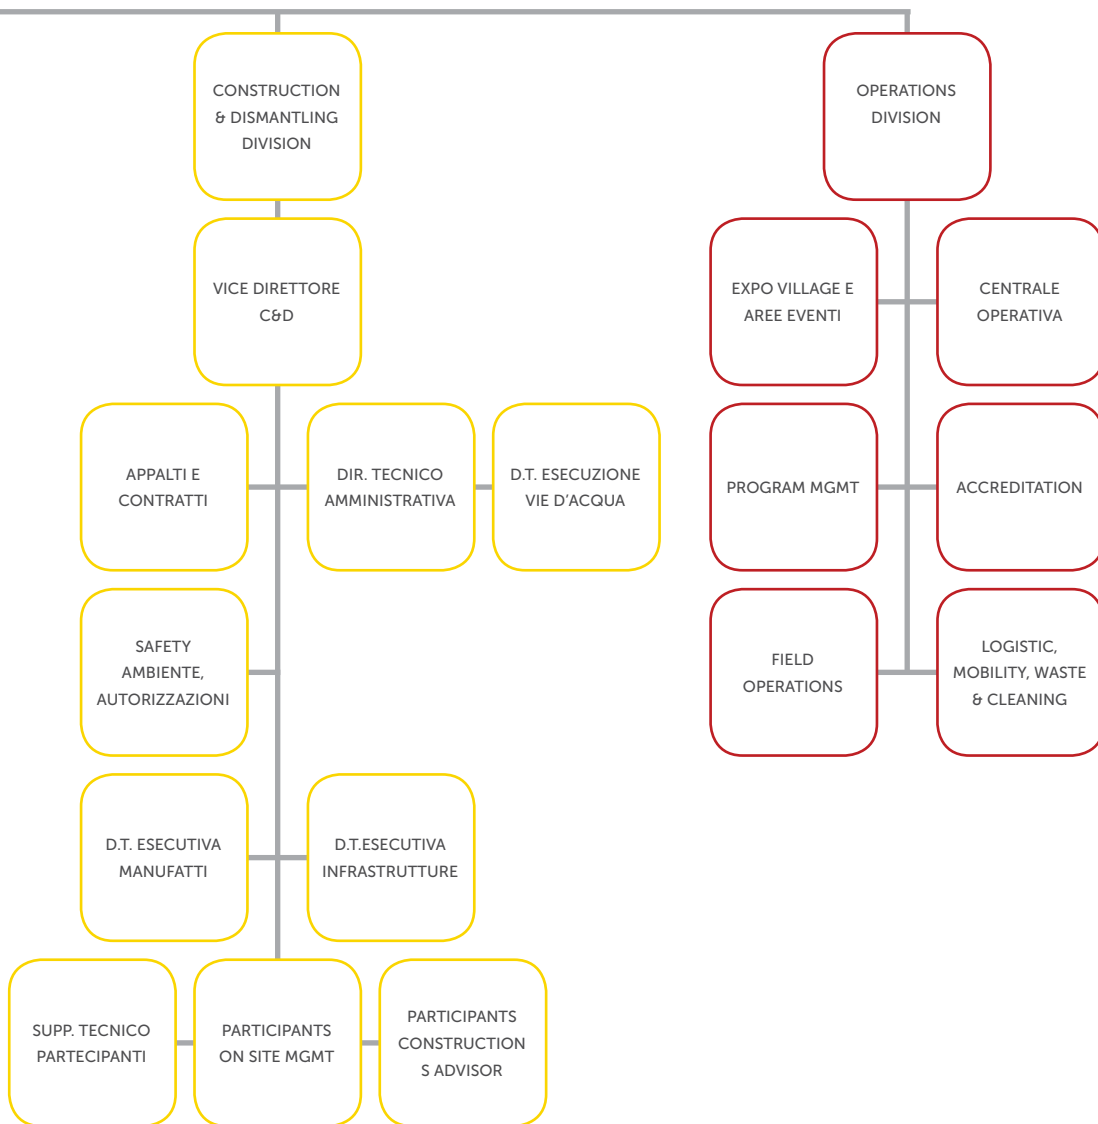 CONSTRUCTION
& DISMANTLING
DIVISION
OPERATIONS
DIVISION
VICE DIRETTORE
C&D
EXPO VILLAGE E
AREE EVENTI
CENTRALE
OPERATIVA
APPALTI E
CONTRATTI
DIR. TECNICO
AMMINISTRATIVA
D.T. ESECUZIONE
VIE D'ACQUA
PROGRAM MGMT
ACCREDITATION
SAFETY
AMBIENTE,
AUTORIZZAZIONI
FIELD
OPERATIONS
LOGISTIC,
MOBILITY, WASTE
& CLEANING
D.T. ESECUTIVA
MANUFATTI
D.T.ESECUTIVA
INFRASTRUTTURE
SUPP. TECNICO
PARTECIPANTI
PARTICIPANTS
ON SITE MGMT
PARTICIPANTS
CONSTRUCTION
S ADVISOR